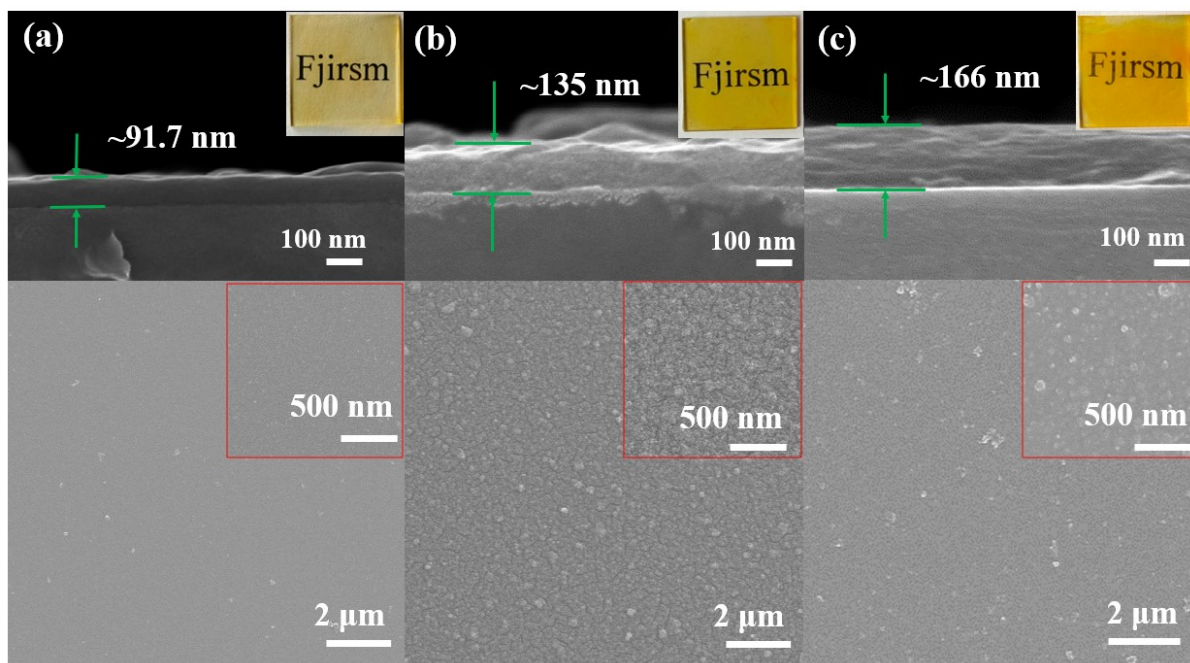 (a)
Fjirsm
~91.7 nm
100 nm
500 nm
2 μm
(b)
Fjirsm
~135 nm
100 nm
500 nm
2 μm
(c)
Fjirsm
~166 nm
100 nm
500 nm
2 μm